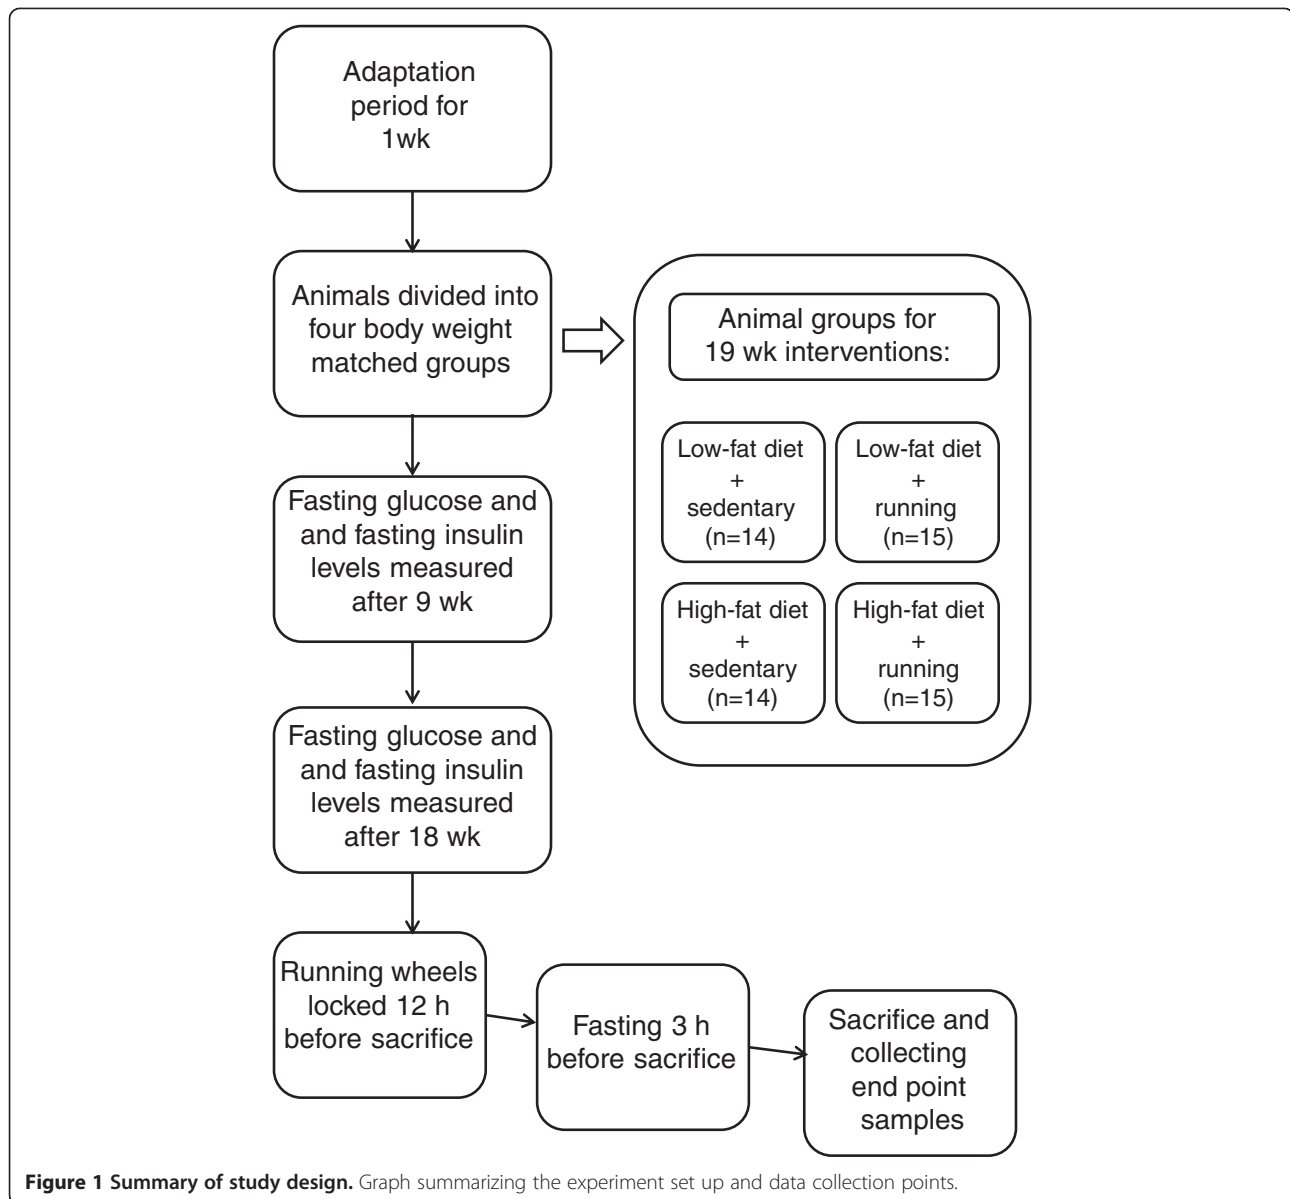 Adaptation
period for
1wk
Animals divided into
four body weight
matched groups
Animal groups for
19 wk interventions:
Low-fat diet
+
sedentary
(n=14)
Low-fat diet
+
running
(n=15)
High-fat diet
+
sedentary
(n=14)
High-fat diet
+
running
(n=15)
Fasting glucose and
and fasting insulin
levels measured
after 9 wk
Fasting glucose and
and fasting insulin
levels measured
after 18 wk
Running wheels
locked 12 h
before sacrifice
Fasting 3 h
before sacrifice
Sacrifice and
collecting
end point
samples
Figure 1 Summary of study design. Graph summarizing the experiment set up and data collection points.